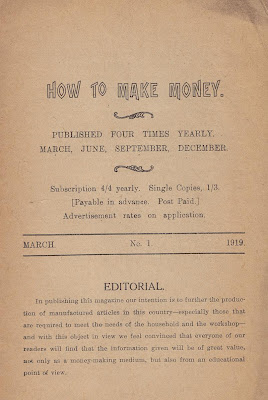 HOW TO MAKE MONEY.
PUBLISHED FOUR TIMES YEARLY.
MARCH, JUNE, SEPTEMBER, DECEMBER.
Subscription 4/4 yearly. Single Copies, 1/3.
[Payable in advance. Post Paid.]
Advertisement rates on application.
MARCH. No. 1 1919.
EDITORIAL.
In publishing this magazine our intention is to further the produc-
tion of manufactured articles in this country—especially those that
are required to meet the needs of the household and the workshop—
and with this object in view we feel convinced that everyone of our
readers will find that the information given will be of great value,
not only as a money-making medium, but also from an educational
point of view.